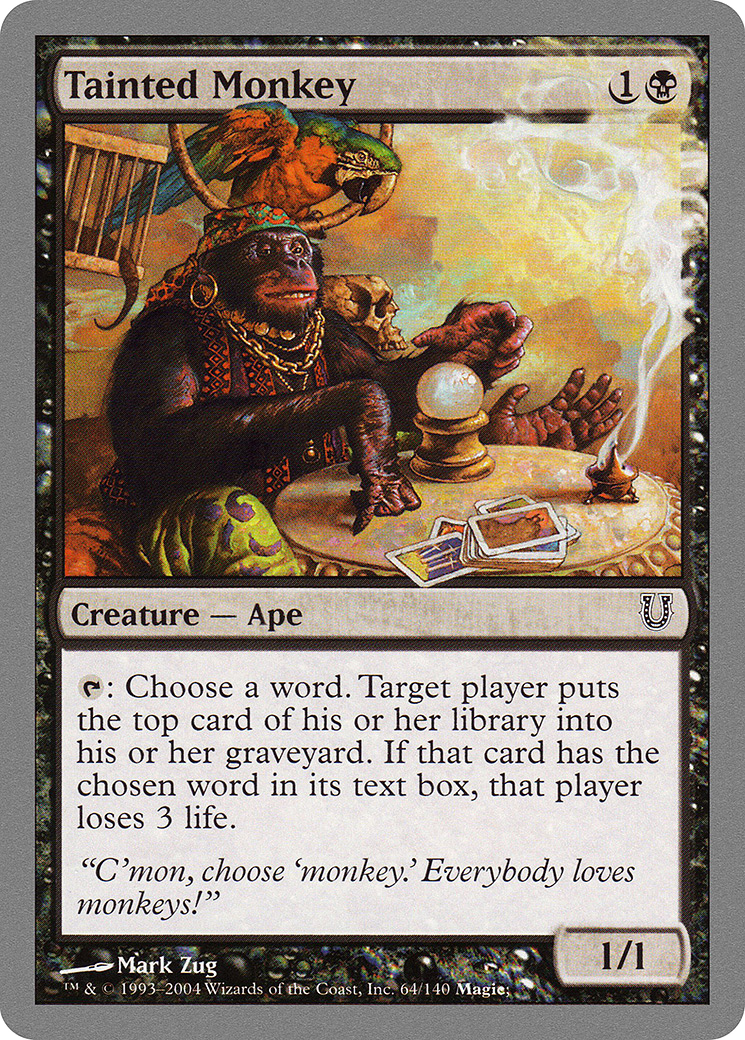 Tainted Monkey 1
Creature — Ape
: Choose a word. Target player puts
the top card of his or her library into
his or her graveyard. If that card has the
chosen word in its text box, that player
loses 3 life.
“C’mon, choose ‘monkey.’ Everybody loves
monkeys!”
1/1
Mark Zug
™ & © 1993–2004 Wizards of the Coast, Inc. 64/140 Magic;